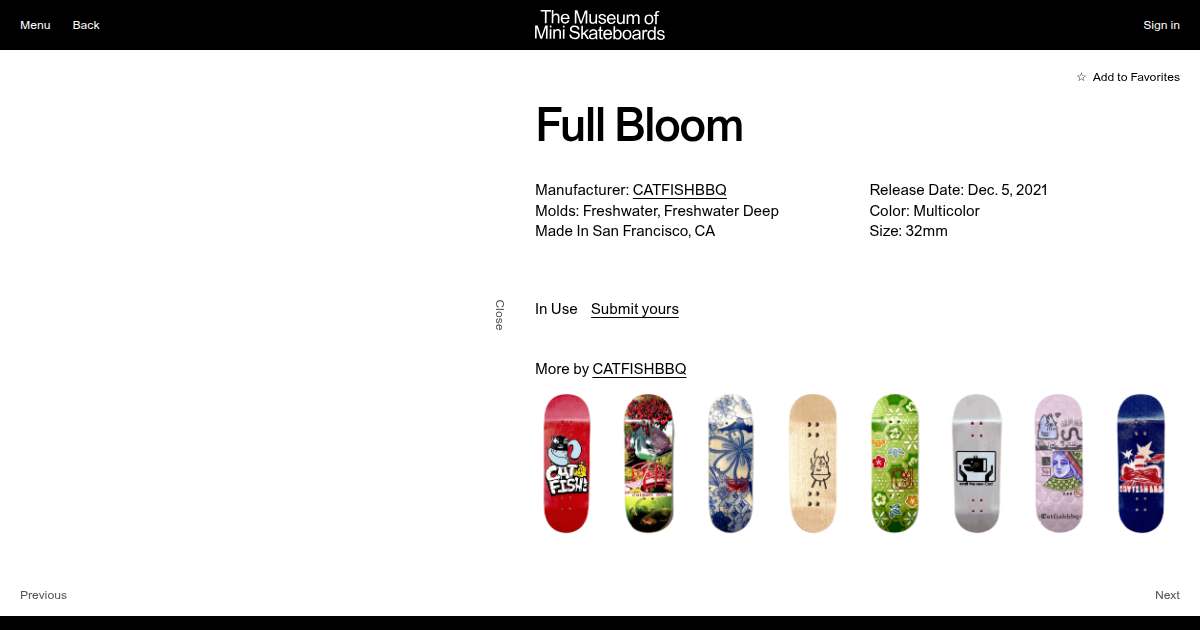 Menu
Back
The Museum of
Mini Skateboards
Sign in
☆ Add to Favorites
Full Bloom
Manufacturer: CATFISHBBQ
Molds: Freshwater, Freshwater Deep
Made In San Francisco, CA
Release Date: Dec. 5, 2021
Color: Multicolor
Size: 32mm
Close
In Use
Submit yours
More by CATFISHBBQ
CAT
FISH!
Catfishbbq
Previous
Next